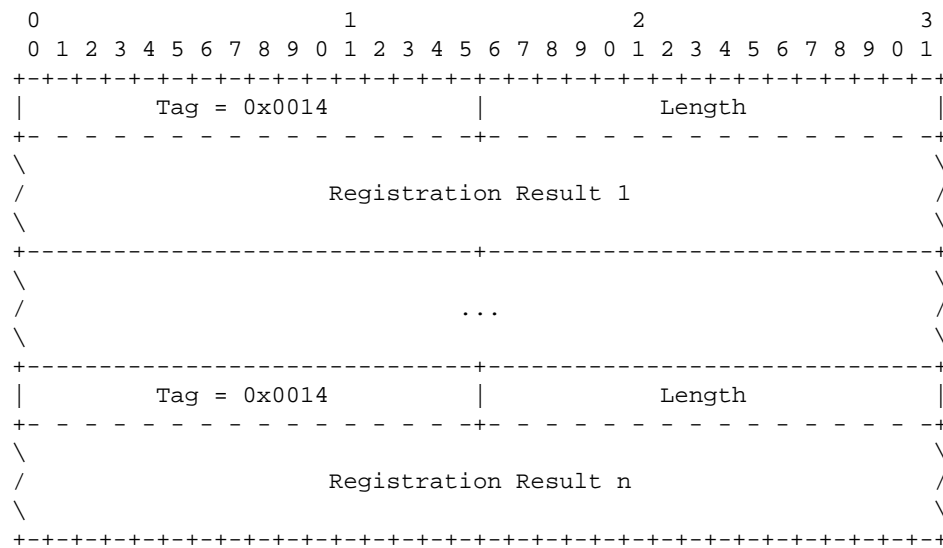 0                   1                   2                   3
 0 1 2 3 4 5 6 7 8 9 0 1 2 3 4 5 6 7 8 9 0 1 2 3 4 5 6 7 8 9 0 1
+-+-+-+-+-+-+-+-+-+-+-+-+-+-+-+-+-+-+-+-+-+-+-+-+-+-+-+-+-+-+-+-+
|         Tag = 0x0014          |            Length             |
+- - - - - - - - - - - - - - - -+- - - - - - - - - - - - - - - -+
\                                                               \
/                     Registration Result 1                     /
\                                                               \
+-------------------------------+-------------------------------+
\                                                               \
/                              ...                              /
\                                                               \
+-------------------------------+-------------------------------+
|         Tag = 0x0014          |            Length             |
+- - - - - - - - - - - - - - - -+- - - - - - - - - - - - - - - -+
\                                                               \
/                     Registration Result n                     /
\                                                               \
+-+-+-+-+-+-+-+-+-+-+-+-+-+-+-+-+-+-+-+-+-+-+-+-+-+-+-+-+-+-+-+-+